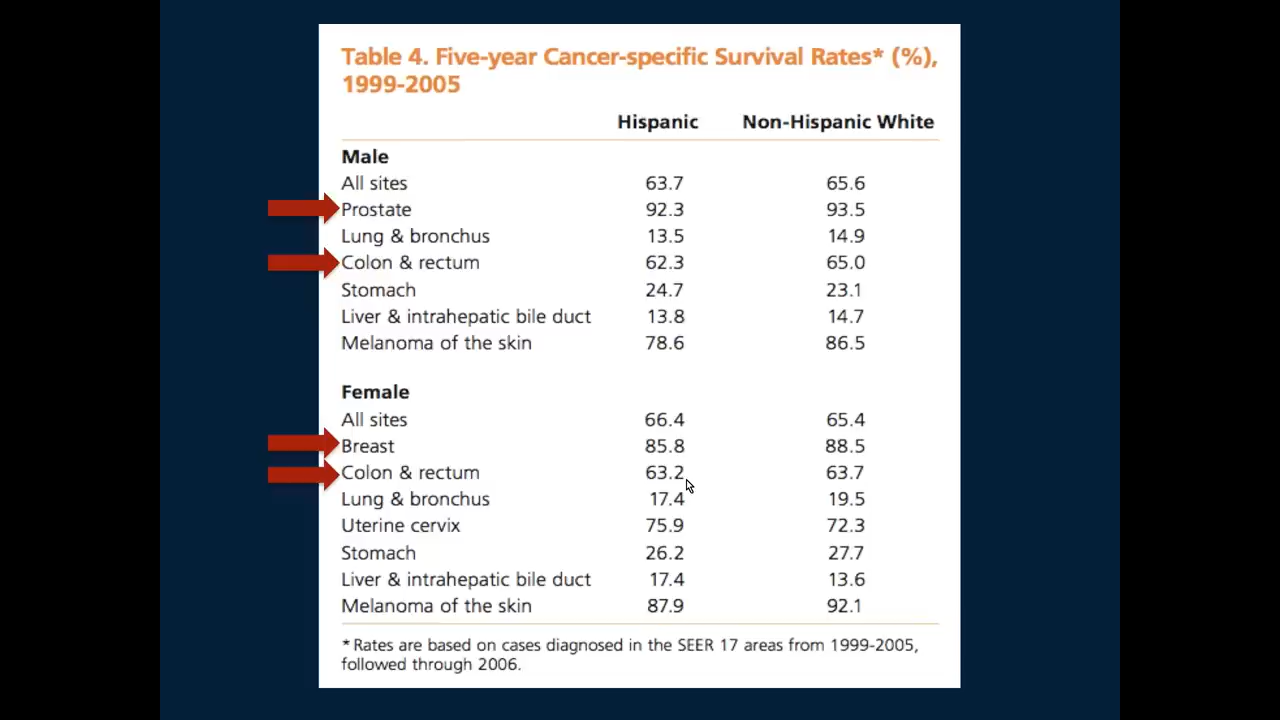 Table 4. Five-year Cancer-specific Survival Rates* (%),
1999-2005
Hispanic Non-Hispanic White
Male
All sites 63.7 65.6
Prostate 92.3 93.5
Lung & bronchus 13.5 14.9
Colon & rectum 62.3 65.0
Stomach 24.7 23.1
Liver & intrahepatic bile duct 13.8 14.7
Melanoma of the skin 78.6 86.5
Female
All sites 66.4 65.4
Breast 85.8 88.5
Colon & rectum 63.2 63.7
Lung & bronchus 17.4 19.5
Uterine cervix 75.9 72.3
Stomach 26.2 27.7
Liver & intrahepatic bile duct 17.4 13.6
Melanoma of the skin 87.9 92.1
*Rates are based on cases diagnosed in the SEER 17 areas from 1999-2005,
followed through 2006.